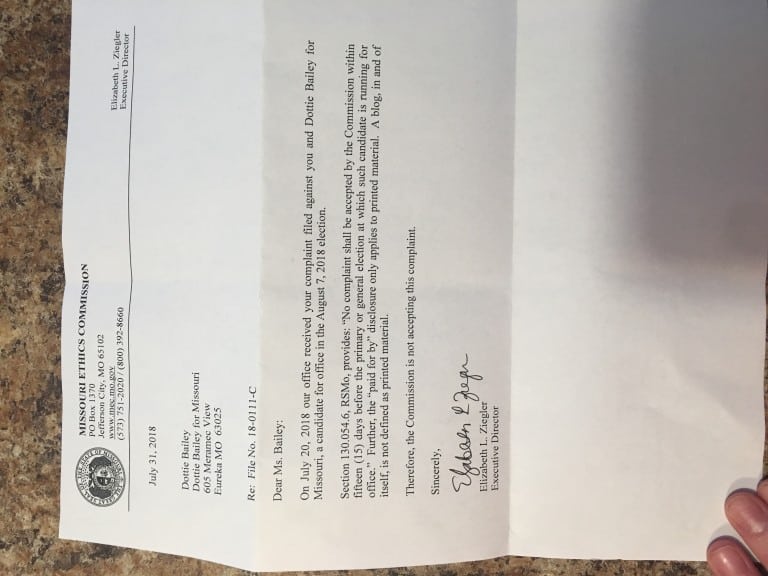 MISSOURI ETHICS COMMISSION
PO Box 1370
Jefferson City, MO 65102
www.mec.mo.gov
(573) 751-2020 / (800) 392-8660
Elizabeth L. Ziegler
Executive Director
July 31, 2018
Dottie Bailey
Dottie Bailey for Missouri
605 Meramec View
Eureka MO 63025
Re: File No. 18-0111-C
Dear Ms. Bailey:
On July 20, 2018 our office received your complaint filed against you and Dottie Bailey for
Missouri, a candidate for office in the August 7, 2018 election.
Section 130.054.6, RSMo, provides: "No complaint shall be accepted by the Commission within
fifteen (15) days before the primary or general election at which such candidate is running for
office." Further, the "paid for by" disclosure only applies to printed material. A blog, in and of
itself, is not defined as printed material.
Therefore, the Commission is not accepting this complaint.
Sincerely,
Elizabeth L. Ziegler
Executive Director